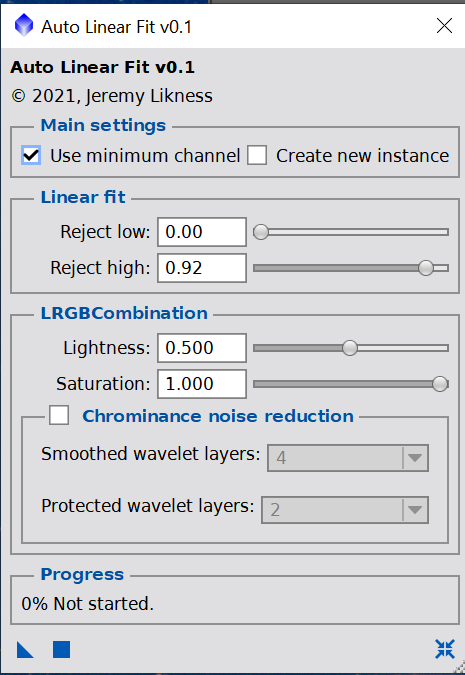 Auto Linear Fit v0.1
Auto Linear Fit v0.1
© 2021, Jeremy Likness
Main settings
Use minimum channel Create new instance
Linear fit
Reject low: 0.00
Reject high: 0.92
LRGBCombination
Lightness: 0.500
Saturation: 1.000
Chrominance noise reduction
Smoothed wavelet layers: 4
Protected wavelet layers: 2
Progress
0% Not started.